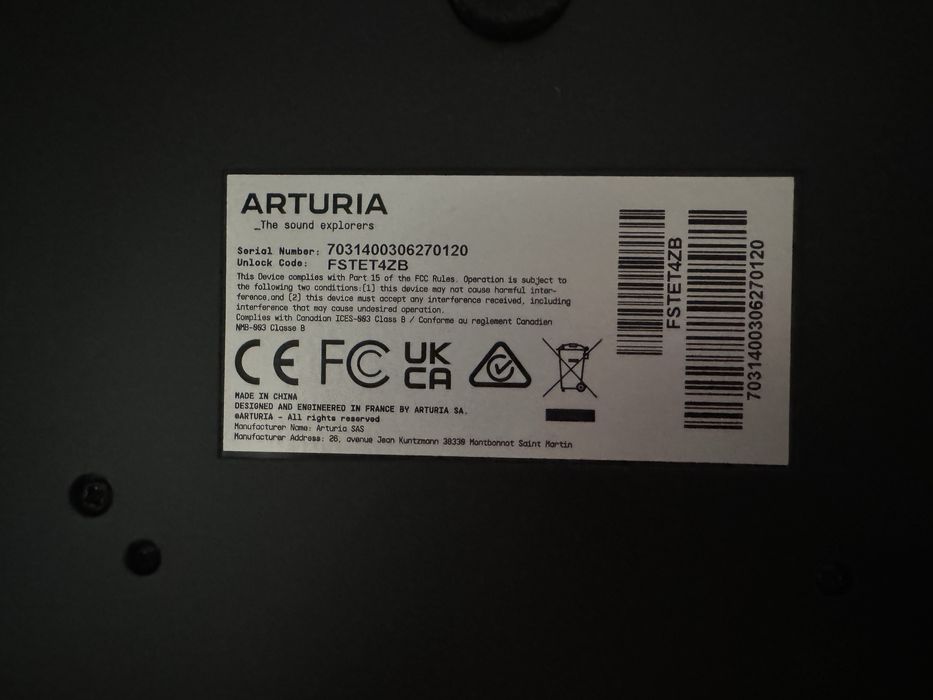 ARTURIA
_The sound explorers
Serial Number: 7031400306270120
Unlock Code: FSTET4ZB
This Device complies with Part 15 of the FCC Rules. Operation is subject to
the following two conditions:(1) this device may not cause harmful inter-
ference,and (2) this device must accept any interference received, including
interference that may cause undesired operation.
Complies with Canadian ICES-003 Class B / Conforme au reglement Canadien
NMB-003 Classe B
CE FC UK
CA
MADE IN CHINA
DESIGNED AND ENGINEERED IN FRANCE BY ARTURIA SA.
©ARTURIA - All rights reserved
Manufacturer Name: Arturia SAS
Manufacturer Address: 26, avenue Jean Kuntzmann 38330 Montbonnot Saint Martin
FSTET4ZB
7031400306270120